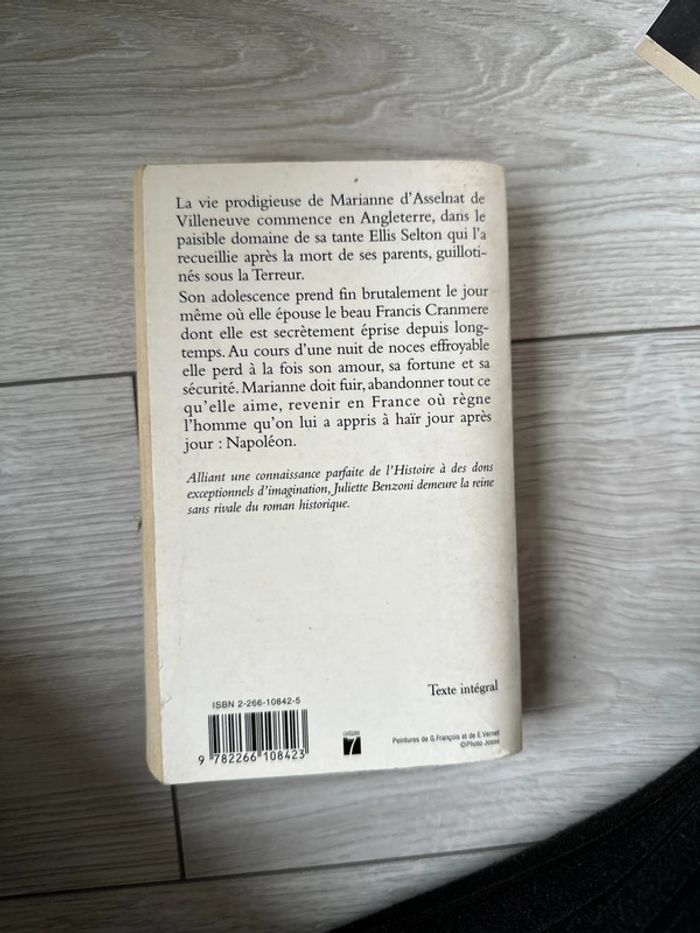 La vie prodigieuse de Marianne d'Asselnat de
Villeneuve commence en Angleterre, dans le
paisible domaine de sa tante Ellis Selton qui l'a
recueillie après la mort de ses parents, guilloti-
nés sous la Terreur.
Son adolescence prend fin brutalement le jour
même où elle épouse le beau Francis Cranmere
dont elle est secrètement éprise depuis long-
temps. Au cours d'une nuit de noces effroyable
elle perd à la fois son amour, sa fortune et sa
sécurité. Marianne doit fuir, abandonner tout ce
qu'elle aime, revenir en France où règne
l'homme qu'on lui a appris à haïr jour après
jour : Napoléon.
Alliant une connaissance parfaite de l'Histoire à des dons
exceptionnels d'imagination, Juliette Benzoni demeure la reine
sans rivale du roman historique.
Texte intégral
ISBN 2-266-10842-5
9 782266 108423
CATÉGORIE
7
Peintures de G. François et de E. Vernet
©Photo Josse